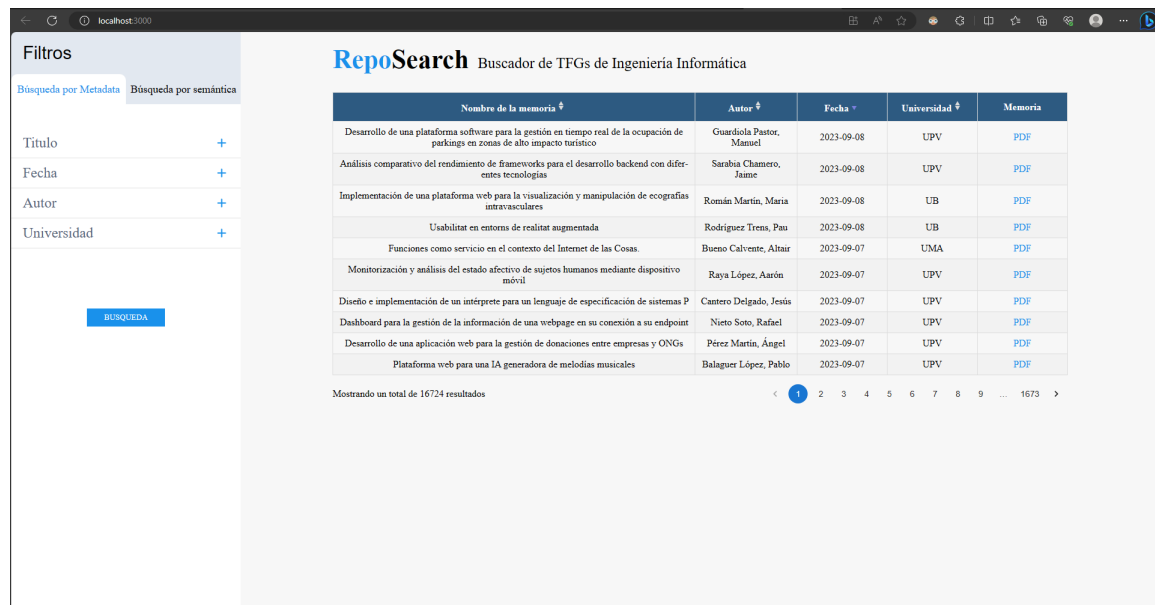 localhost:3000
Filtros
Búsqueda por Metadata Búsqueda por semántica
Titulo +
Fecha +
Autor +
Universidad +
BUSQUEDA
RepoSearch Buscador de TFGs de Ingeniería Informática
Nombre de la memoria Autor Fecha Universidad Memoria
Desarrollo de una plataforma software para la gestión en tiempo real de la ocupación de
parkings en zonas de alto impacto turístico
Guardiola Pastor,
Manuel
2023-09-08 UPV PDF
Análisis comparativo del rendimiento de frameworks para el desarrollo backend con difer-
entes tecnologías
Sarabia Chamero,
Jaime
2023-09-08 UPV PDF
Implementación de una plataforma web para la visualización y manipulación de ecografías
intravasculares
Román Martín, Maria 2023-09-08 UB PDF
Usabilitat en entorns de realitat augmentada Rodríguez Trens, Pau 2023-09-08 UB PDF
Funciones como servicio en el contexto del Internet de las Cosas. Bueno Calvente, Altair 2023-09-07 UMA PDF
Monitorización y análisis del estado afectivo de sujetos humanos mediante dispositivo
móvil
Raya López, Aarón 2023-09-07 UPV PDF
Diseño e implementación de un intérprete para un lenguaje de especificación de sistemas P Cantero Delgado, Jesús 2023-09-07 UPV PDF
Dashboard para la gestión de la información de una webpage en su conexión a su endpoint Nieto Soto, Rafael 2023-09-07 UPV PDF
Desarrollo de una aplicación web para la gestión de donaciones entre empresas y ONGs Pérez Martín, Ángel 2023-09-07 UPV PDF
Plataforma web para una IA generadora de melodías musicales Balaguer López, Pablo 2023-09-07 UPV PDF
Mostrando un total de 16724 resultados < 1 2 3 4 5 6 7 8 9 ... 1673 >